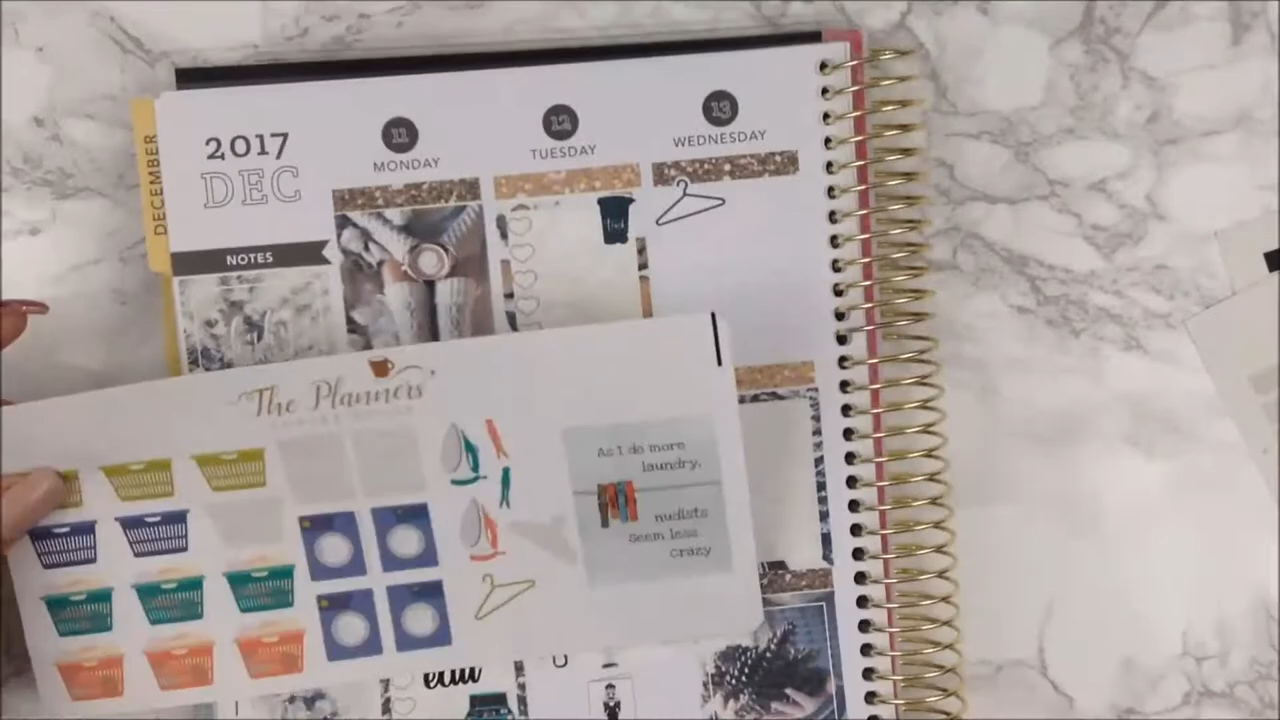 2017
DEC
DECEMBER
11
MONDAY
12
TUESDAY
13
WEDNESDAY
NOTES
The Planners
As I do more
laundry,
nudists
seem less
crazy